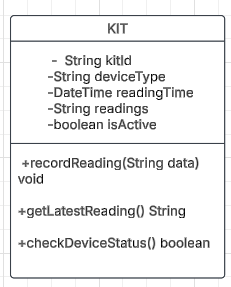 KIT
- String kitId
-String deviceType
-DateTime readingTime
-String readings
-boolean isActive
+recordReading(String data)
void
+getLatestReading() String
+checkDeviceStatus() boolean